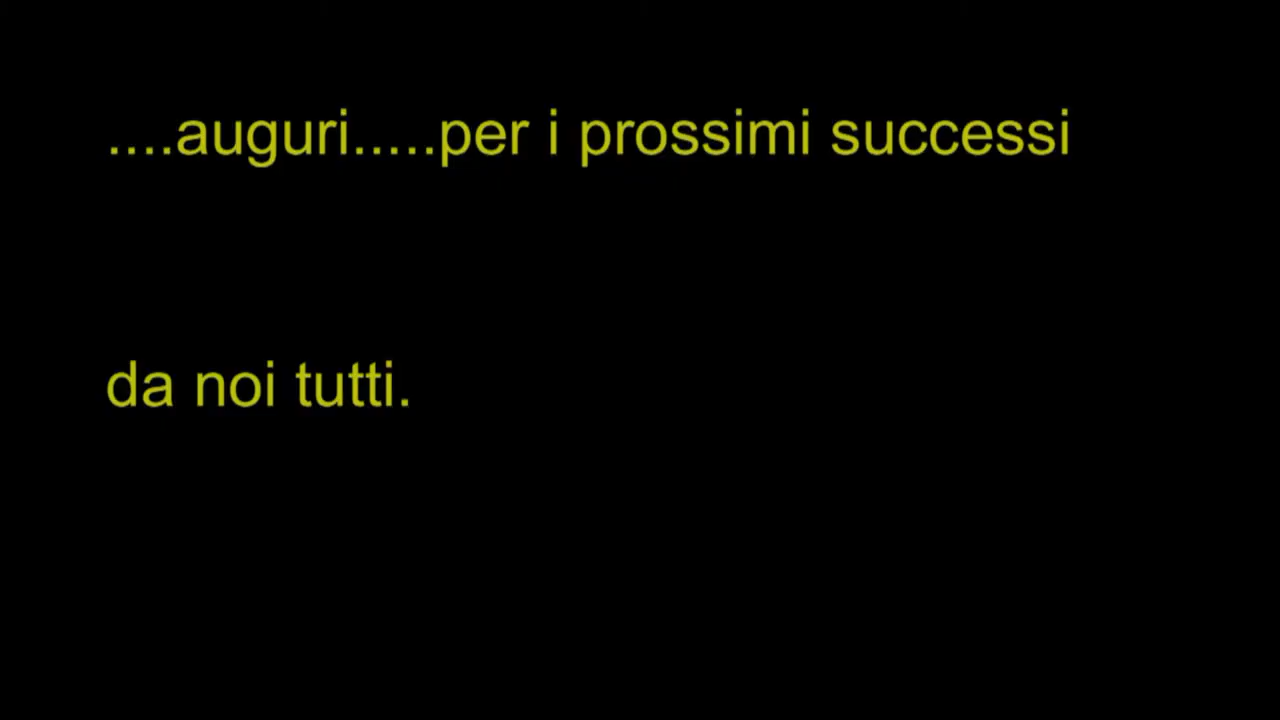 ....auguri.....per i prossimi successi
da noi tutti.